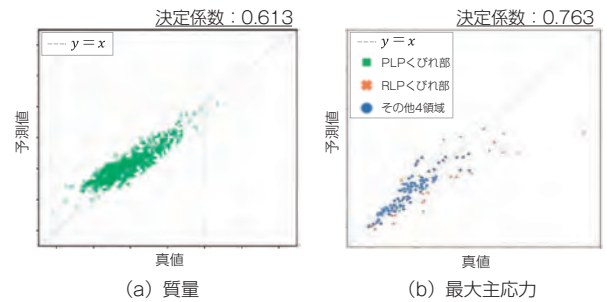 決定係数：0.613
y＝x
予測値
真値
（a）質量
決定係数：0.763
y＝x
PLPくびれ部
RLPくびれ部
その他4領域
予測値
真値
（b）最大主応力